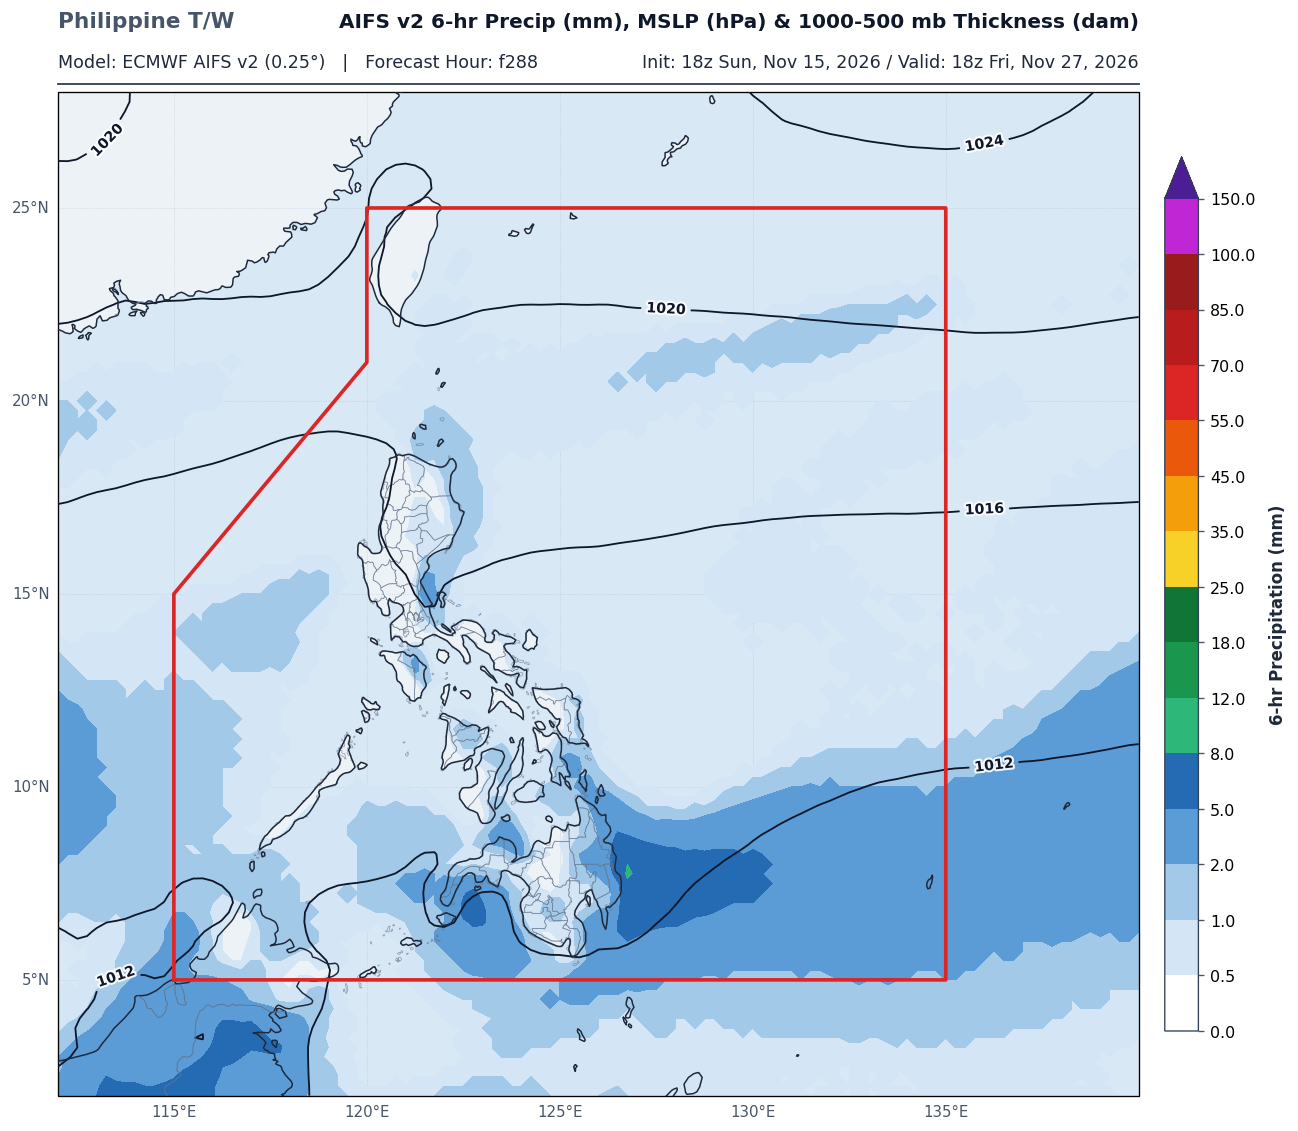 Philippine T/W
AIFS v2 6-hr Precip (mm), MSLP (hPa) & 1000-500 mb Thickness (dam)
Model: ECMWF AIFS v2 (0.25°) | Forecast Hour: f288
Init: 18z Sun, Nov 15, 2026 / Valid: 18z Fri, Nov 27, 2026
1020
1024
25°N
1020
20°N
1016
15°N
1012
10°N
1012
5°N
115°E
120°E
125°E
130°E
135°E
150.0
100.0
85.0
70.0
55.0
45.0
35.0
25.0
18.0
12.0
8.0
5.0
2.0
1.0
0.5
0.0
6-hr Precipitation (mm)